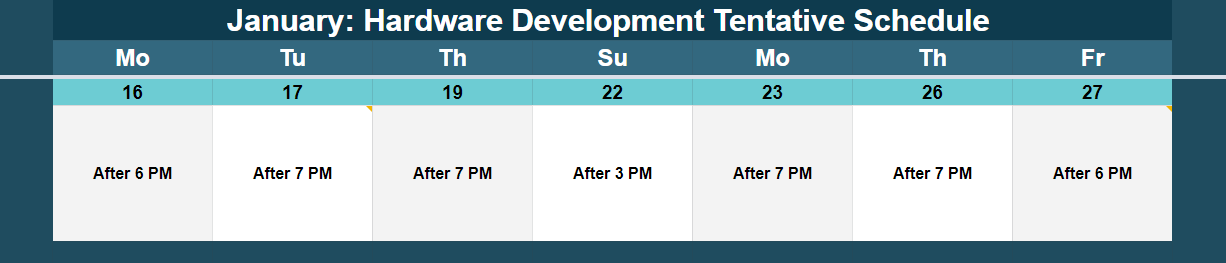 January: Hardware Development Tentative Schedule
Mo Tu Th Su Mo Th Fr
16 17 19 22 23 26 27
After 6 PM After 7 PM After 7 PM After 3 PM After 7 PM After 7 PM After 6 PM